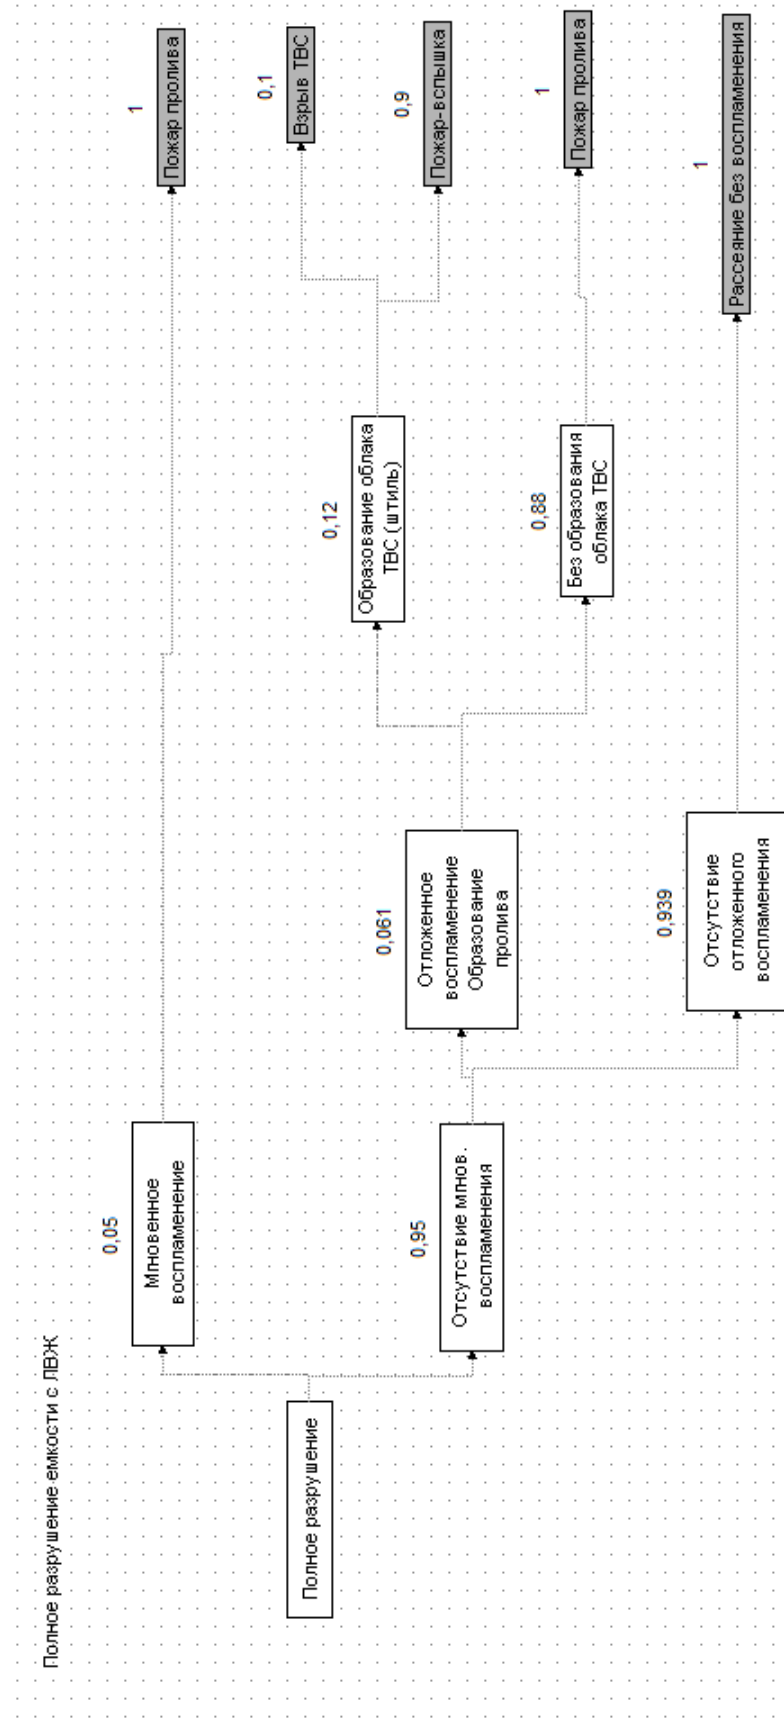 Полное разрушение емкости с ЛВЖ
Полное разрушение
0,05
Мгновенное
воспламенение
1
Пожар пролива
0,95
Отсутствие мгнов.
воспламенения
0,061
Отложенное
воспламенение
Образование
пролива
0,12
Образование облака
ТВС (штиль)
0,1
Взрыв ТВС
0,9
Пожар-вспышка
0,88
Без образования
облака ТВС
1
Пожар пролива
0,939
Отсутствие
отложенного
воспламенения
1
Рассеяние без воспламенения